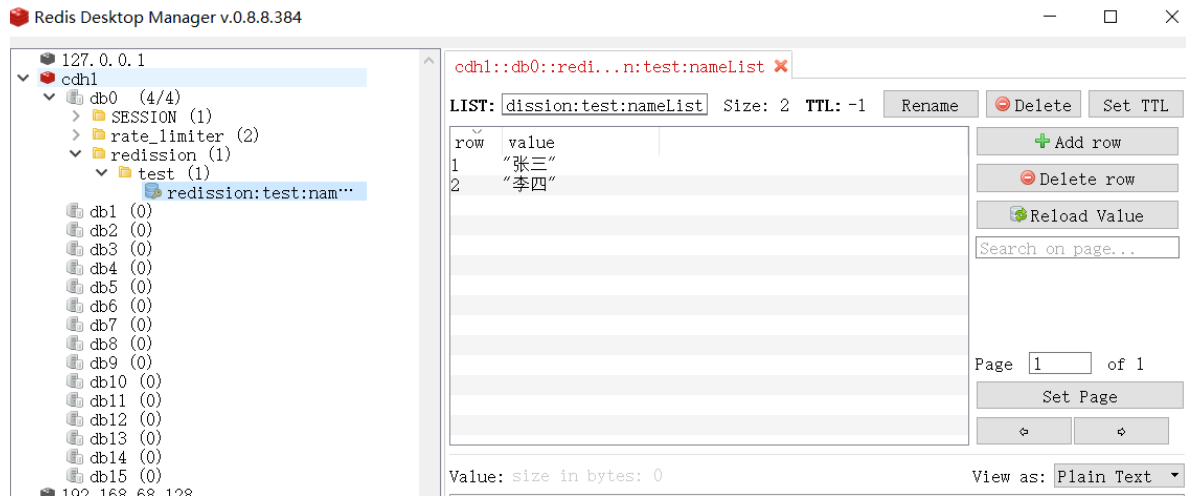 Redis Desktop Manager v.0.8.8.384
127.0.0.1
cdh1
db0 (4/4)
SESSION (1)
rate_limiter (2)
redission (1)
test (1)
redission:test:nam…
db1 (0)
db2 (0)
db3 (0)
db4 (0)
db5 (0)
db6 (0)
db7 (0)
db8 (0)
db9 (0)
db10 (0)
db11 (0)
db12 (0)
db13 (0)
db14 (0)
db15 (0)
192.168.68.128
cdh1::db0::redi...n:test:nameList
LIST: dission:test:nameList Size: 2 TTL: -1 Rename Delete Set TTL
row value
1 "张三"
2 "李四"
Add row
Delete row
Reload Value
Search on page...
Page 1 of 1
Set Page
Value: size in bytes: 0
View as: Plain Text